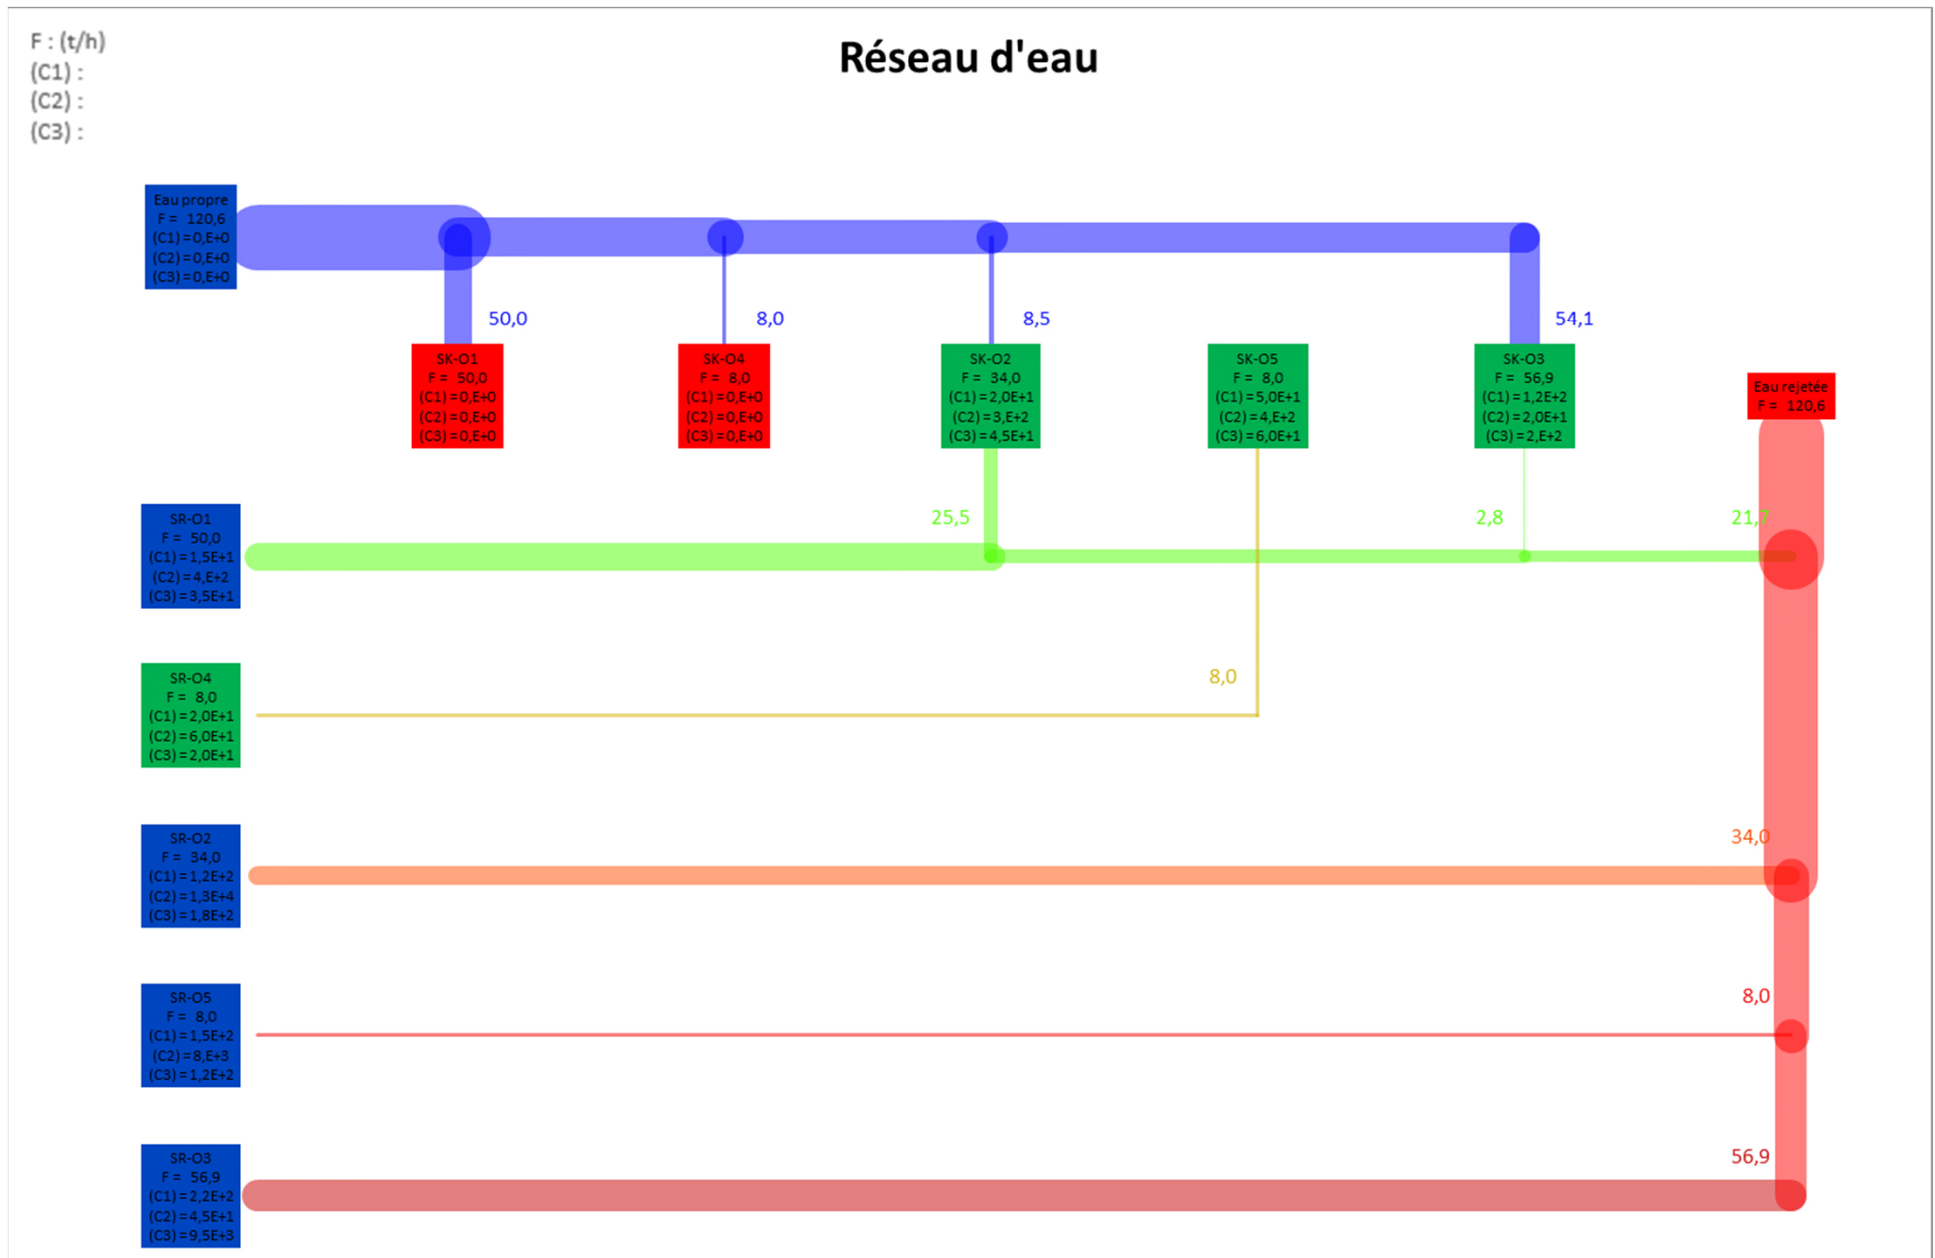 F : (t/h)
(C1) :
(C2) :
(C3) :
Réseau d'eau
Eau propre
F = 120,6
(C1) =0,E+0
(C2) =0,E+0
(C3) =0,E+0
50,0
8,0
8,5
54,1
SK-O1
F = 50,0
(C1) =0,E+0
(C2) =0,E+0
(C3) =0,E+0
SK-O4
F = 8,0
(C1) =0,E+0
(C2) =0,E+0
(C3) =0,E+0
SK-O2
F = 34,0
(C1) =2,0E+1
(C2) =3,E+2
(C3) =4,5E+1
SK-O5
F = 8,0
(C1) =5,0E+1
(C2) =4,E+2
(C3) =6,0E+1
SK-O3
F = 56,9
(C1) =1,2E+2
(C2) =2,0E+1
(C3) =2,E+2
Eau rejetée
F = 120,6
SR-O1
F = 50,0
(C1) =1,5E+1
(C2) =4,E+2
(C3) =3,5E+1
25,5
2,8
21,7
SR-O4
F = 8,0
(C1) =2,0E+1
(C2) =6,0E+1
(C3) =2,0E+1
8,0
SR-O2
F = 34,0
(C1) =1,2E+2
(C2) =1,3E+4
(C3) =1,8E+2
34,0
SR-O5
F = 8,0
(C1) =1,5E+2
(C2) =8,E+3
(C3) =1,2E+2
8,0
SR-O3
F = 56,9
(C1) =2,2E+2
(C2) =4,5E+1
(C3) =9,5E+3
56,9